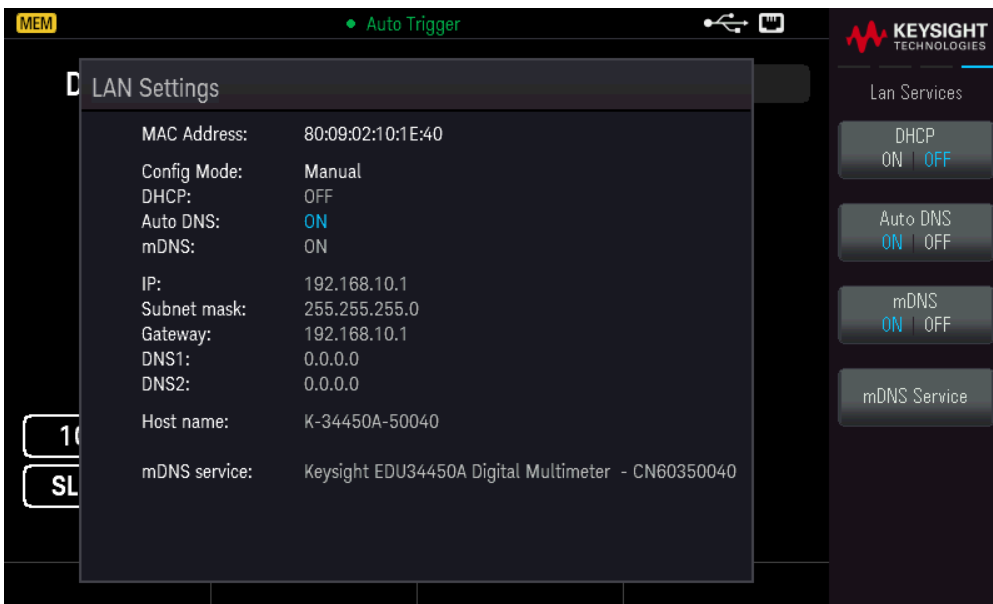 MEM
Auto Trigger
KEYSIGHT
TECHNOLOGIES
D
LAN Settings
MAC Address: 80:09:02:10:1E:40
Config Mode: Manual
DHCP: OFF
Auto DNS: ON
mDNS: ON
IP: 192.168.10.1
Subnet mask: 255.255.255.0
Gateway: 192.168.10.1
DNS1: 0.0.0.0
DNS2: 0.0.0.0
Host name: K-34450A-50040
mDNS service: Keysight EDU34450A Digital Multimeter - CN60350040
10
SL
Lan Services
DHCP
ON | OFF
Auto DNS
ON | OFF
mDNS
ON | OFF
mDNS Service